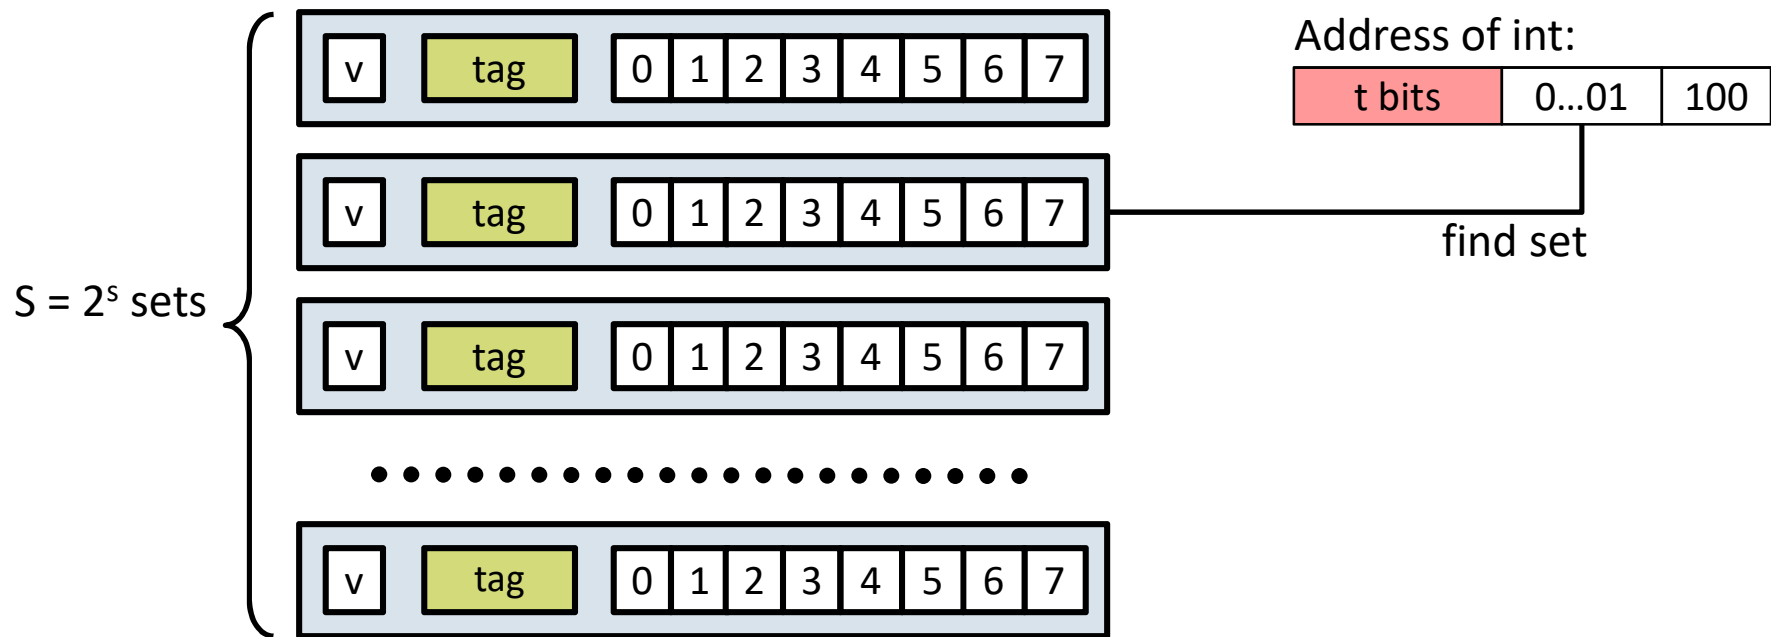 v tag 0 1 2 3 4 5 6 7
Address of int:
t bits 0...01 100
v tag 0 1 2 3 4 5 6 7
find set
S = 2ˢ sets
v tag 0 1 2 3 4 5 6 7
v tag 0 1 2 3 4 5 6 7